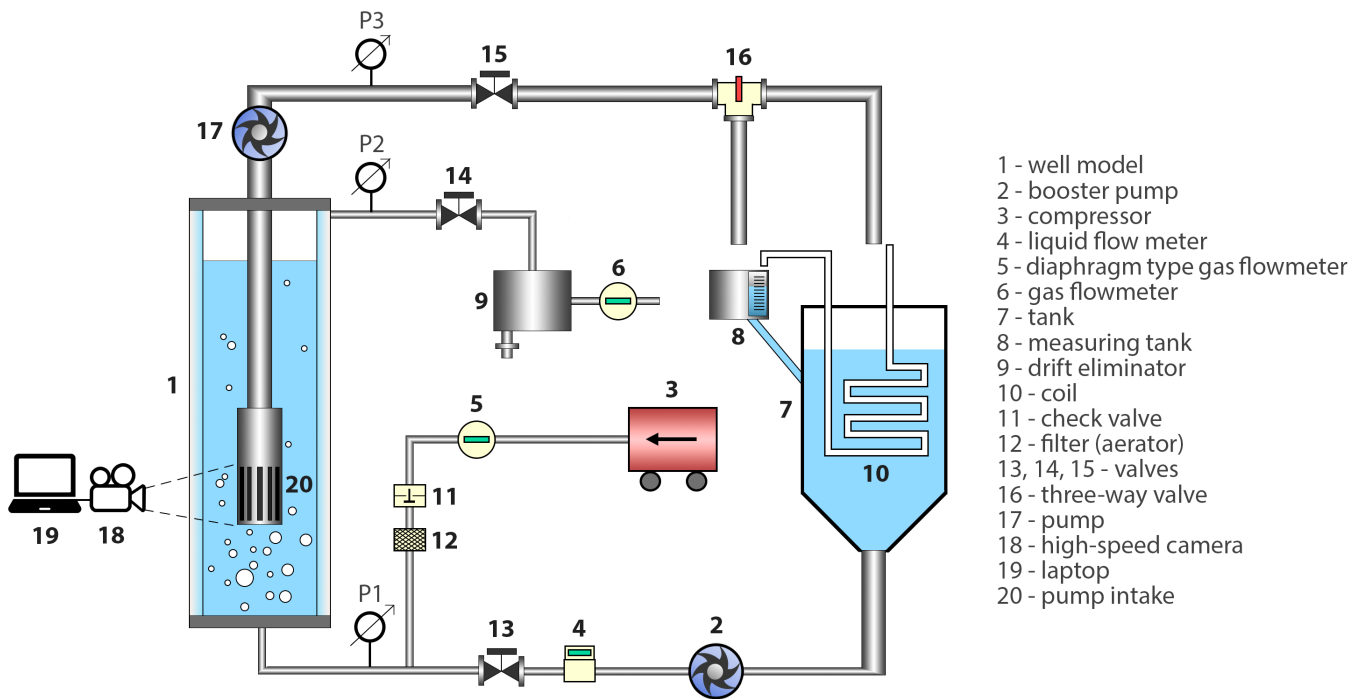 P3
15
16
17
P2
14
6
9
8
1
5
3
7
10
20
11
12
19
18
P1
13
4
2
1 - well model
2 - booster pump
3 - compressor
4 - liquid flow meter
5 - diaphragm type gas flowmeter
6 - gas flowmeter
7 - tank
8 - measuring tank
9 - drift eliminator
10 - coil
11 - check valve
12 - filter (aerator)
13, 14, 15 - valves
16 - three-way valve
17 - pump
18 - high-speed camera
19 - laptop
20 - pump intake